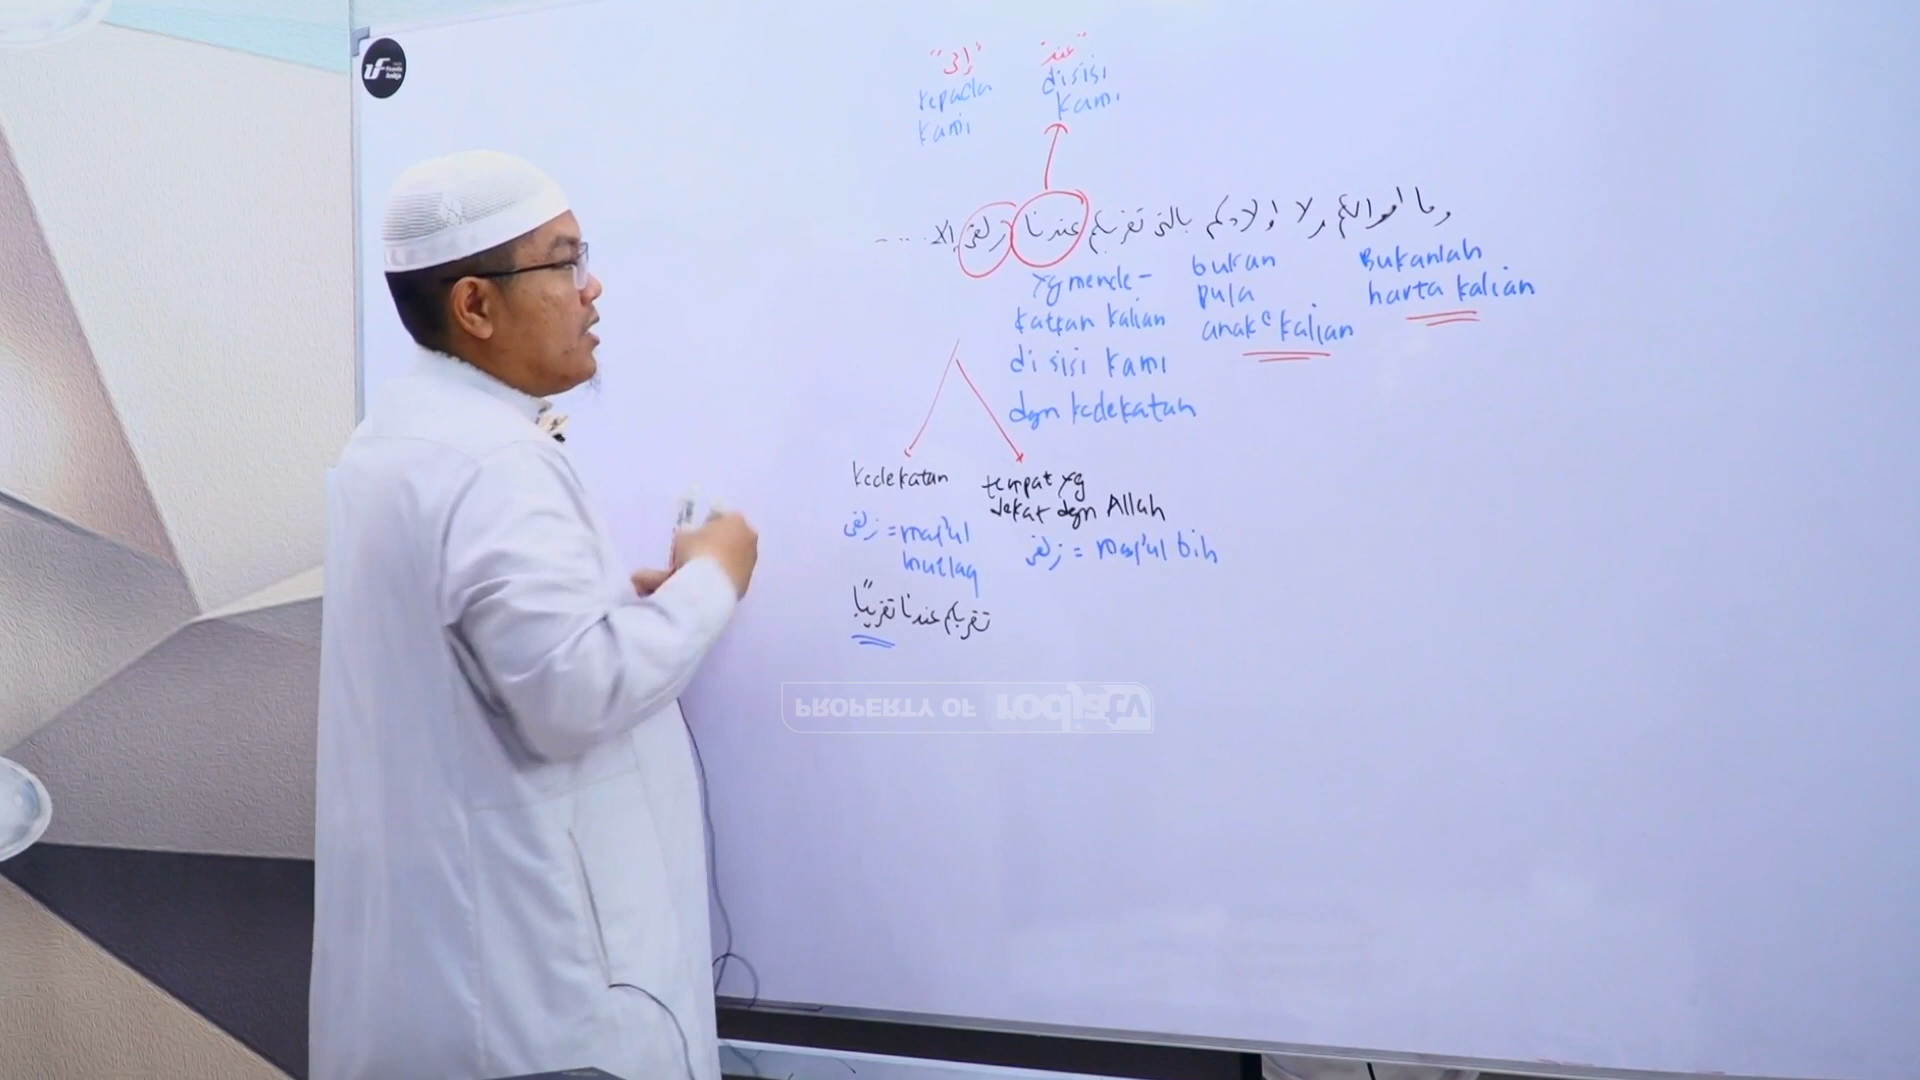 "إلى"
kepada
kami
"عند"
disisi
kami
وما أموالكم ولا أولادكم بالتي تقربكم عندنا زلفى إلا ....
Bukanlah
harta kalian
bukan
pula
anak² kalian
yg mende-
katkan kalian
di sisi kami
dgn kedekatan
kedekatan
زلفى = maf'ul
mutlaq
تقربكم عندنا تقريبًا
tempat yg
dekat dgn Allah
زلفى = maf'ul bih
PROPERTY OF